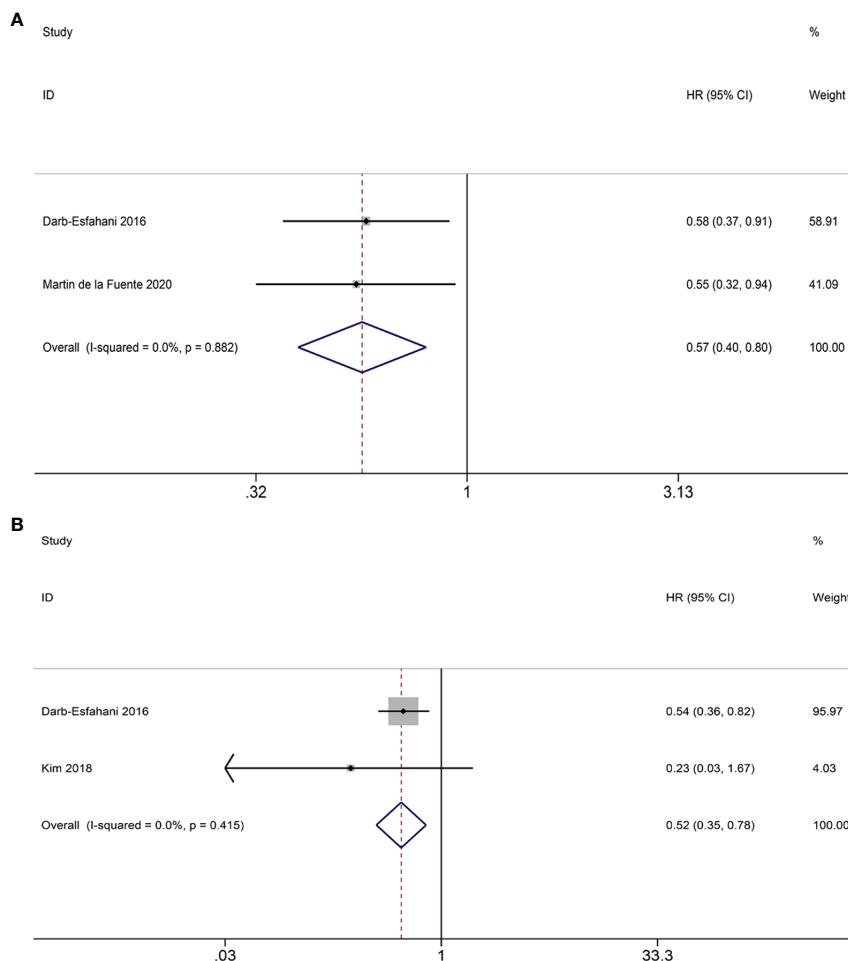 A
Study %
ID HR (95% CI) Weight
Darb-Esfahani 2016 0.58 (0.37, 0.91) 58.91
Martin de la Fuente 2020 0.55 (0.32, 0.94) 41.09
Overall (I-squared = 0.0%, p = 0.882) 0.57 (0.40, 0.80) 100.00
.32 1 3.13
B
Study %
ID HR (95% CI) Weight
Darb-Esfahani 2016 0.54 (0.36, 0.82) 95.97
Kim 2018 0.23 (0.03, 1.67) 4.03
Overall (I-squared = 0.0%, p = 0.415) 0.52 (0.35, 0.78) 100.00
.03 1 33.3